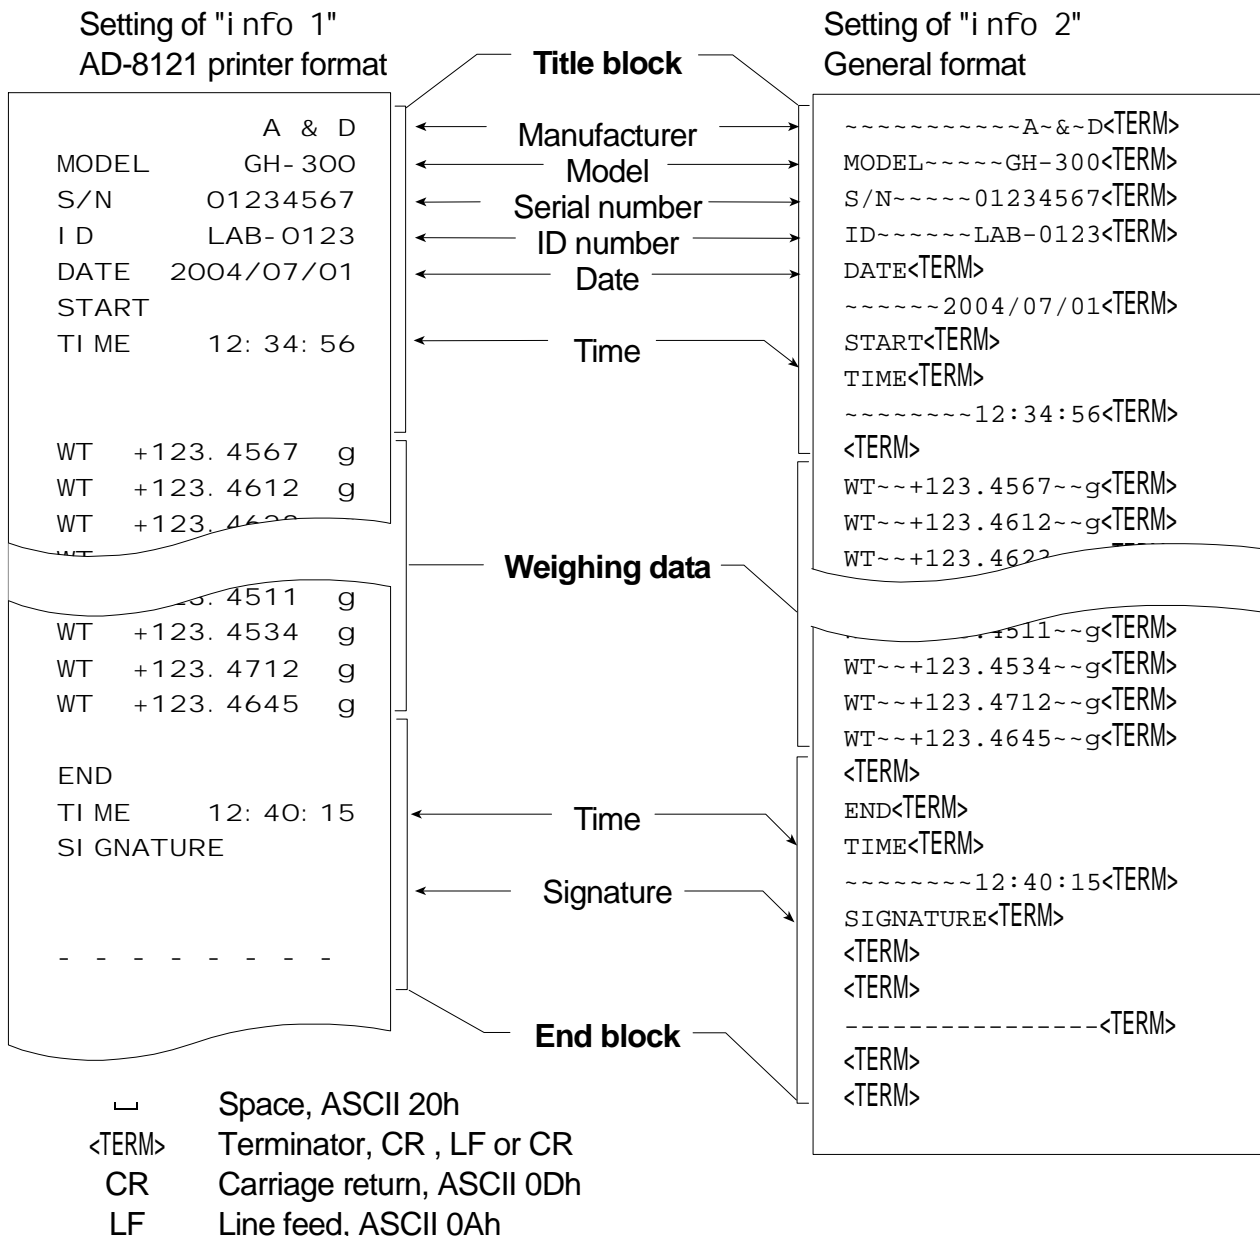 Setting of "info 1"
AD-8121 printer format
A & D
MODEL GH-300
S/N 01234567
ID LAB-0123
DATE 2004/07/01
START
TIME 12:34:56
WT +123.4567 g
WT +123.4612 g
WT
4511 g
WT +123.4534 g
WT +123.4712 g
WT +123.4645 g
END
TIME 12:40:15
SIGNATURE
- - - - - - - -
Title block
Manufacturer
Model
Serial number
ID number
Date
Time
Weighing data
Time
Signature
End block
Setting of "info 2"
General format
~~~~~~~~~~~A~&~D<TERM>
MODEL~~~~~GH-300<TERM>
S/N~~~~~01234567<TERM>
ID~~~~~~LAB-0123<TERM>
DATE<TERM>
~~~~~~2004/07/01<TERM>
START<TERM>
TIME<TERM>
~~~~~~~~12:34:56<TERM>
<TERM>
WT~~+123.4567~~g<TERM>
WT~~+123.4612~~g<TERM>
WT~~+123.462
4511~~g<TERM>
WT~~+123.4534~~g<TERM>
WT~~+123.4712~~g<TERM>
WT~~+123.4645~~g<TERM>
<TERM>
END<TERM>
TIME<TERM>
~~~~~~~~12:40:15<TERM>
SIGNATURE<TERM>
<TERM>
<TERM>
----------------<TERM>
<TERM>
<TERM>
⎵ Space, ASCII 20h
<TERM> Terminator, CR , LF or CR
CR Carriage return, ASCII 0Dh
LF Line feed, ASCII 0Ah